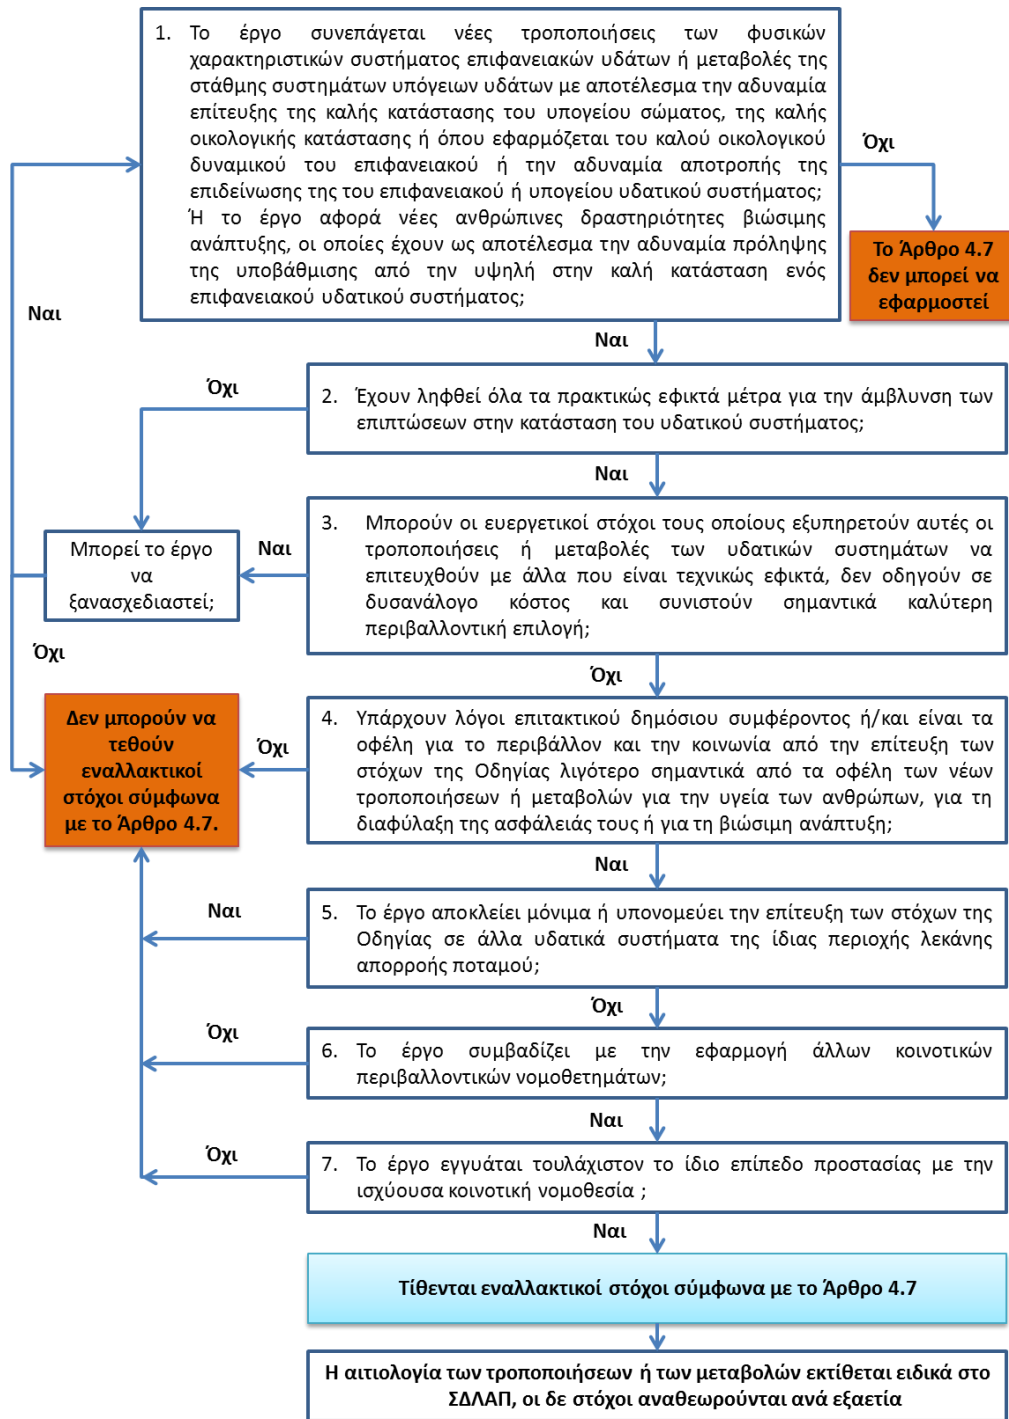 1. Το έργο συνεπάγεται νέες τροποποιήσεις των φυσικών
χαρακτηριστικών συστήματος επιφανειακών υδάτων ή μεταβολές της
στάθμης συστημάτων υπόγειων υδάτων με αποτέλεσμα την αδυναμία
επίτευξης της καλής κατάστασης του υπογείου σώματος, της καλής
οικολογικής κατάστασης ή όπου εφαρμόζεται του καλού οικολογικού
δυναμικού του επιφανειακού ή την αδυναμία αποτροπής της
επιδείνωσης της του επιφανειακού ή υπογείου υδατικού συστήματος;
Ή το έργο αφορά νέες ανθρώπινες δραστηριότητες βιώσιμης
ανάπτυξης, οι οποίες έχουν ως αποτέλεσμα την αδυναμία πρόληψης
της υποβάθμισης από την υψηλή στην καλή κατάσταση ενός
επιφανειακού υδατικού συστήματος;
Όχι
Το Άρθρο 4.7
δεν μπορεί να
εφαρμοστεί
Ναι
Ναι
Όχι
2. Έχουν ληφθεί όλα τα πρακτικώς εφικτά μέτρα για την άμβλυνση των
επιπτώσεων στην κατάσταση του υδατικού συστήματος;
Ναι
3. Μπορούν οι ευεργετικοί στόχοι τους οποίους εξυπηρετούν αυτές οι
τροποποιήσεις ή μεταβολές των υδατικών συστημάτων να
επιτευχθούν με άλλα που είναι τεχνικώς εφικτά, δεν οδηγούν σε
δυσανάλογο κόστος και συνιστούν σημαντικά καλύτερη
περιβαλλοντική επιλογή;
Ναι
Μπορεί το έργο
να
ξανασχεδιαστεί;
Όχι
Όχι
4. Υπάρχουν λόγοι επιτακτικού δημόσιου συμφέροντος ή/και είναι τα
οφέλη για το περιβάλλον και την κοινωνία από την επίτευξη των
στόχων της Οδηγίας λιγότερο σημαντικά από τα οφέλη των νέων
τροποποιήσεων ή μεταβολών για την υγεία των ανθρώπων, για τη
διαφύλαξη της ασφάλειάς τους ή για τη βιώσιμη ανάπτυξη;
Όχι
Δεν μπορούν να
τεθούν
εναλλακτικοί
στόχοι σύμφωνα
με το Άρθρο 4.7.
Ναι
Ναι
5. Το έργο αποκλείει μόνιμα ή υπονομεύει την επίτευξη των στόχων της
Οδηγίας σε άλλα υδατικά συστήματα της ίδιας περιοχής λεκάνης
απορροής ποταμού;
Όχι
Όχι
6. Το έργο συμβαδίζει με την εφαρμογή άλλων κοινοτικών
περιβαλλοντικών νομοθετημάτων;
Ναι
Όχι
7. Το έργο εγγυάται τουλάχιστον το ίδιο επίπεδο προστασίας με την
ισχύουσα κοινοτική νομοθεσία ;
Ναι
Τίθενται εναλλακτικοί στόχοι σύμφωνα με το Άρθρο 4.7
Η αιτιολογία των τροποποιήσεων ή των μεταβολών εκτίθεται ειδικά στο
ΣΔΛΑΠ, οι δε στόχοι αναθεωρούνται ανά εξαετία